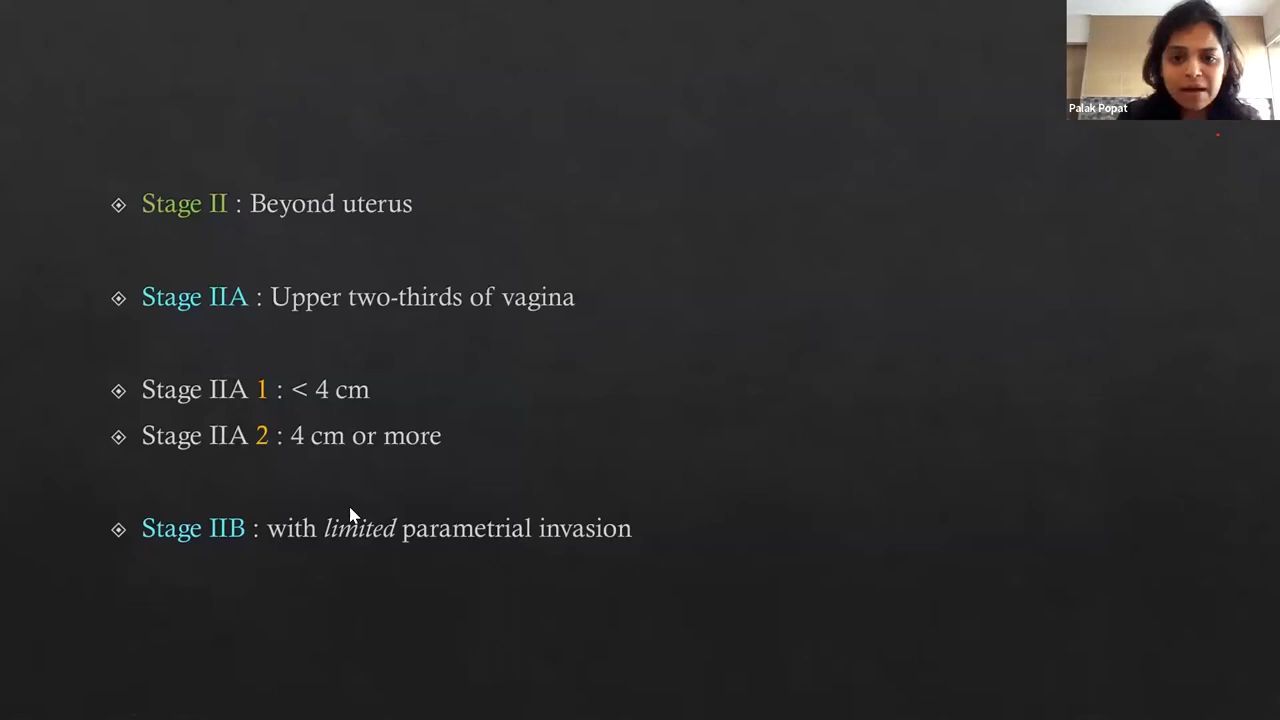 Palak Popat
Stage II : Beyond uterus
Stage IIA : Upper two-thirds of vagina
Stage IIA 1 : < 4 cm
Stage IIA 2 : 4 cm or more
Stage IIB : with limited parametrial invasion